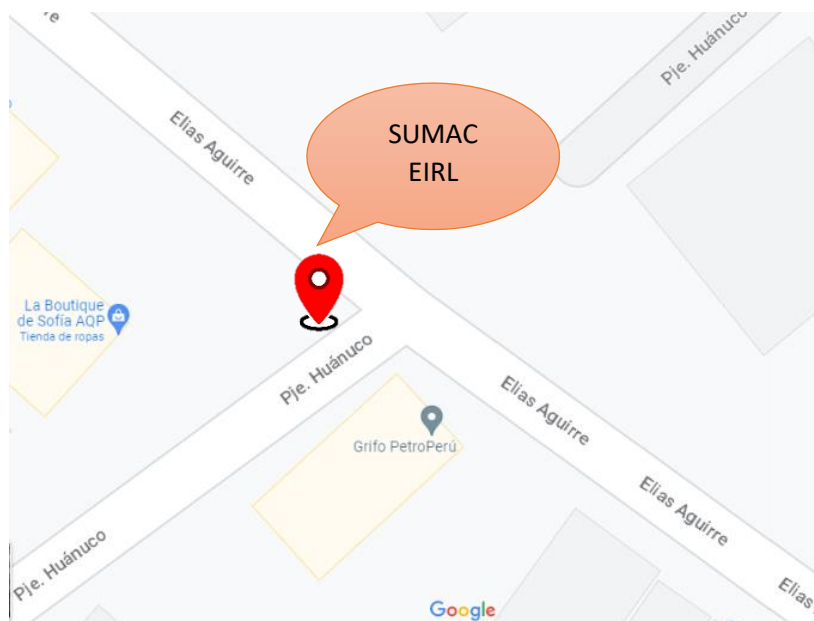 Pje. Huánuco
Elias Aguirre
SUMAC
EIRL
La Boutique
de Sofía AQP
Tienda de ropas
Pje. Huánuco
Elias Aguirre
Grifo PetroPerú
Elias Aguirre
Pje. Huánuco
Elias
Google